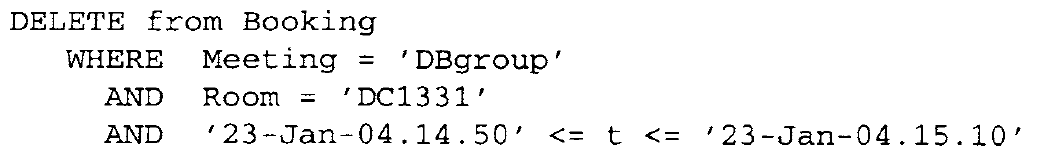 DELETE from Booking
WHERE Meeting = 'DBgroup'
AND Room = 'DC1331'
AND '23-Jan-04.14.50' <= t <= '23-Jan-04.15.10'